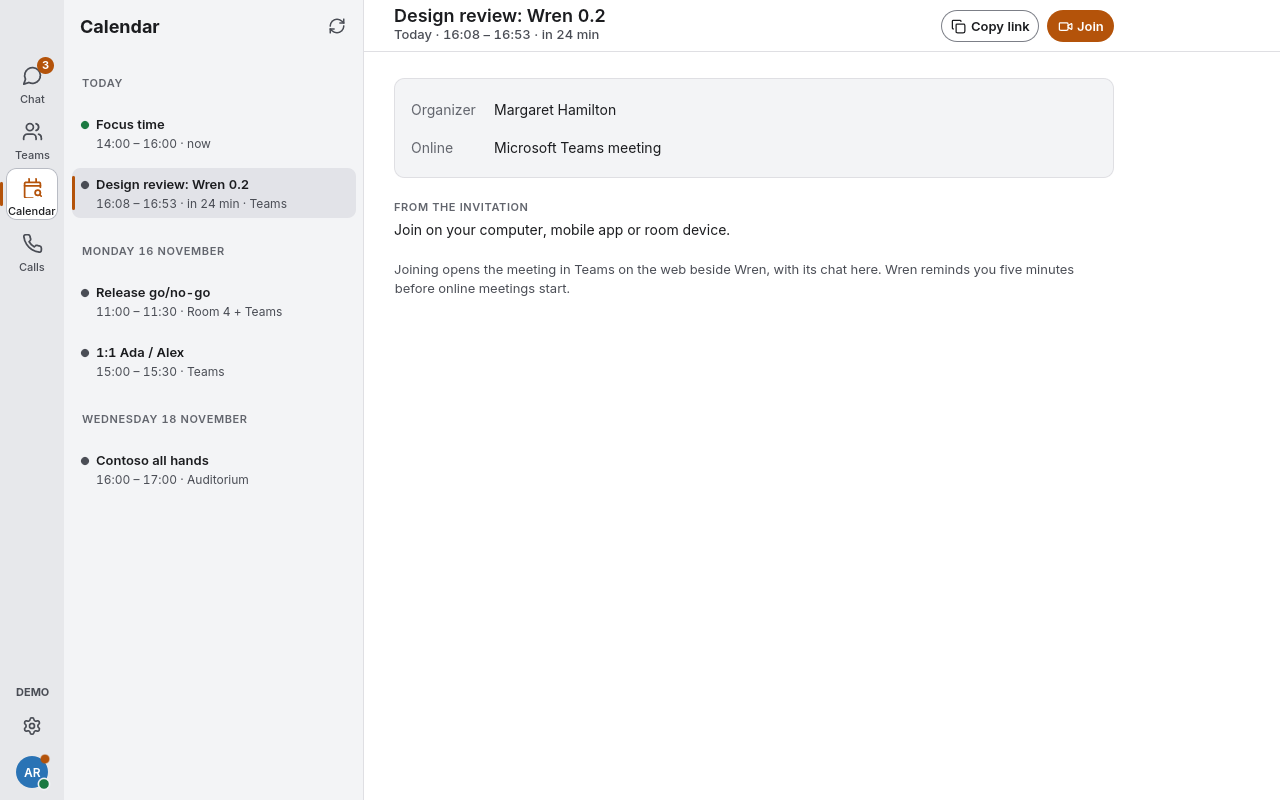 3
Chat
Teams
Calendar
Calls
DEMO
AR
Calendar
TODAY
Focus time
14:00 – 16:00 · now
Design review: Wren 0.2
16:08 – 16:53 · in 24 min · Teams
MONDAY 16 NOVEMBER
Release go/no-go
11:00 – 11:30 · Room 4 + Teams
1:1 Ada / Alex
15:00 – 15:30 · Teams
WEDNESDAY 18 NOVEMBER
Contoso all hands
16:00 – 17:00 · Auditorium
Design review: Wren 0.2
Today · 16:08 – 16:53 · in 24 min
Copy link
Join
Organizer Margaret Hamilton
Online Microsoft Teams meeting
FROM THE INVITATION
Join on your computer, mobile app or room device.
Joining opens the meeting in Teams on the web beside Wren, with its chat here. Wren reminds you five minutes
before online meetings start.